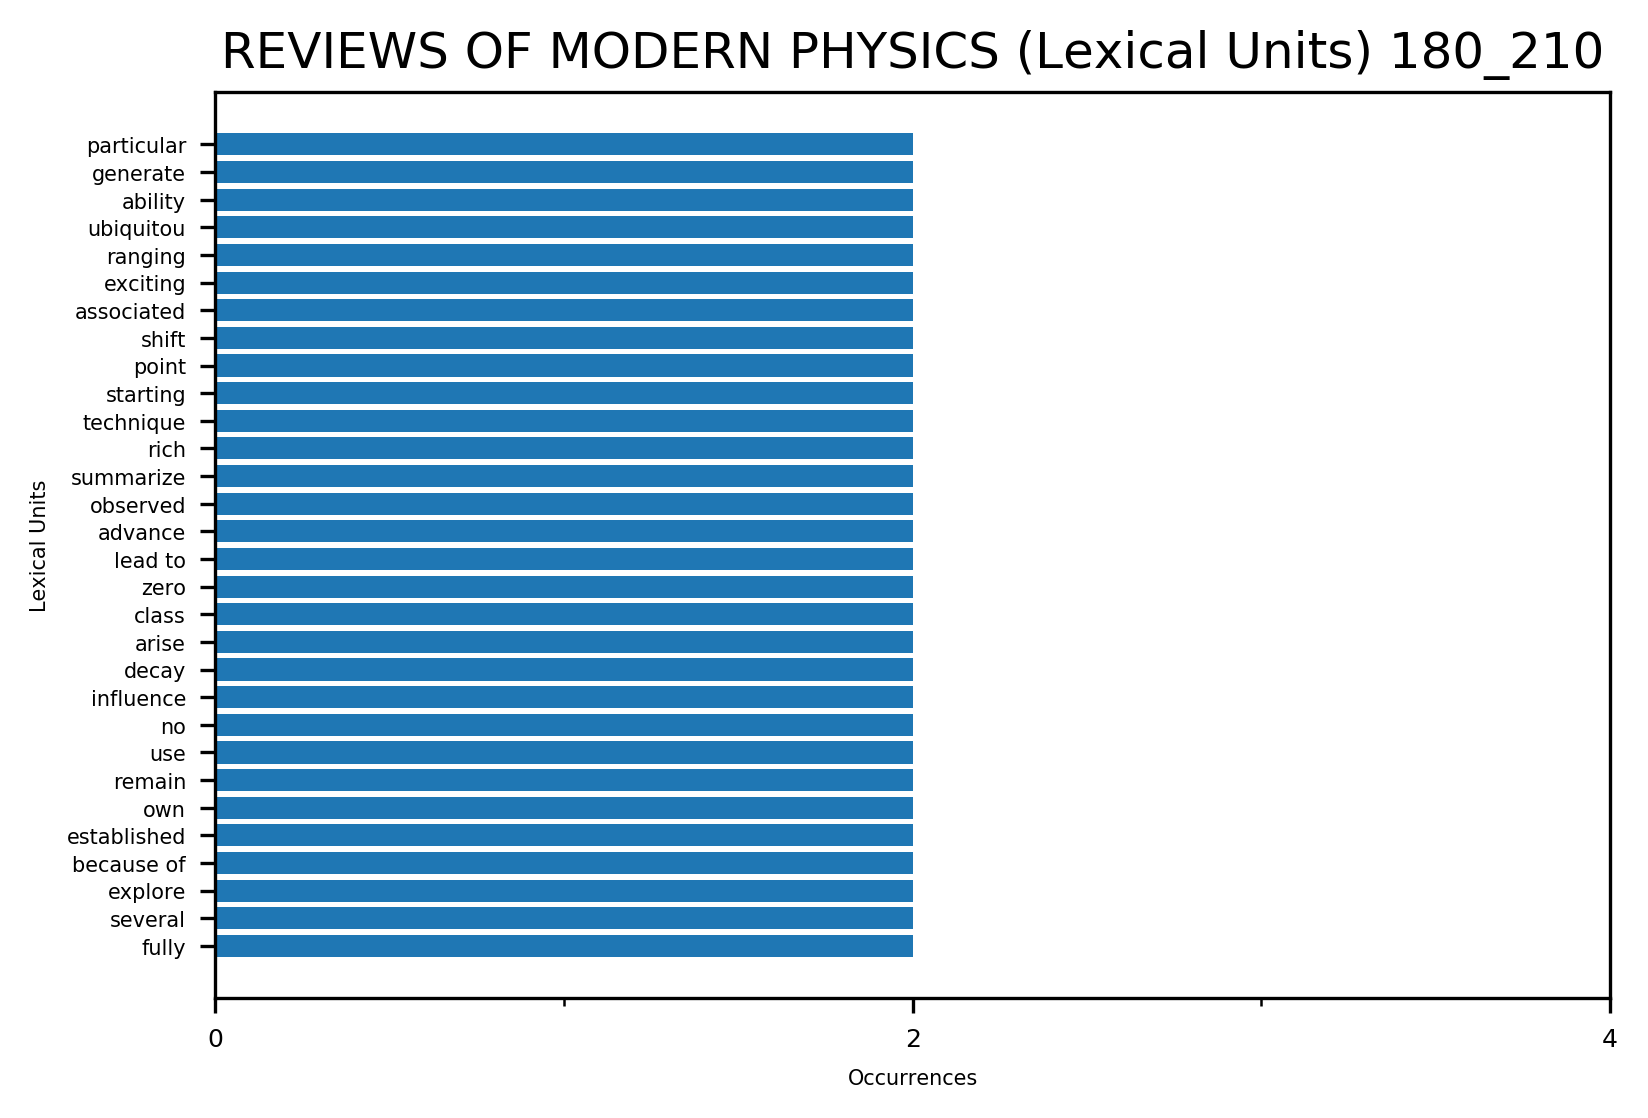 REVIEWS OF MODERN PHYSICS (Lexical Units) 180_210
particular
generate
ability
ubiquitou
ranging
exciting
associated
shift
point
starting
technique
rich
summarize
observed
advance
lead to
zero
class
arise
decay
influence
no
use
remain
own
established
because of
explore
several
fully
Lexical Units
0 2 4
Occurrences